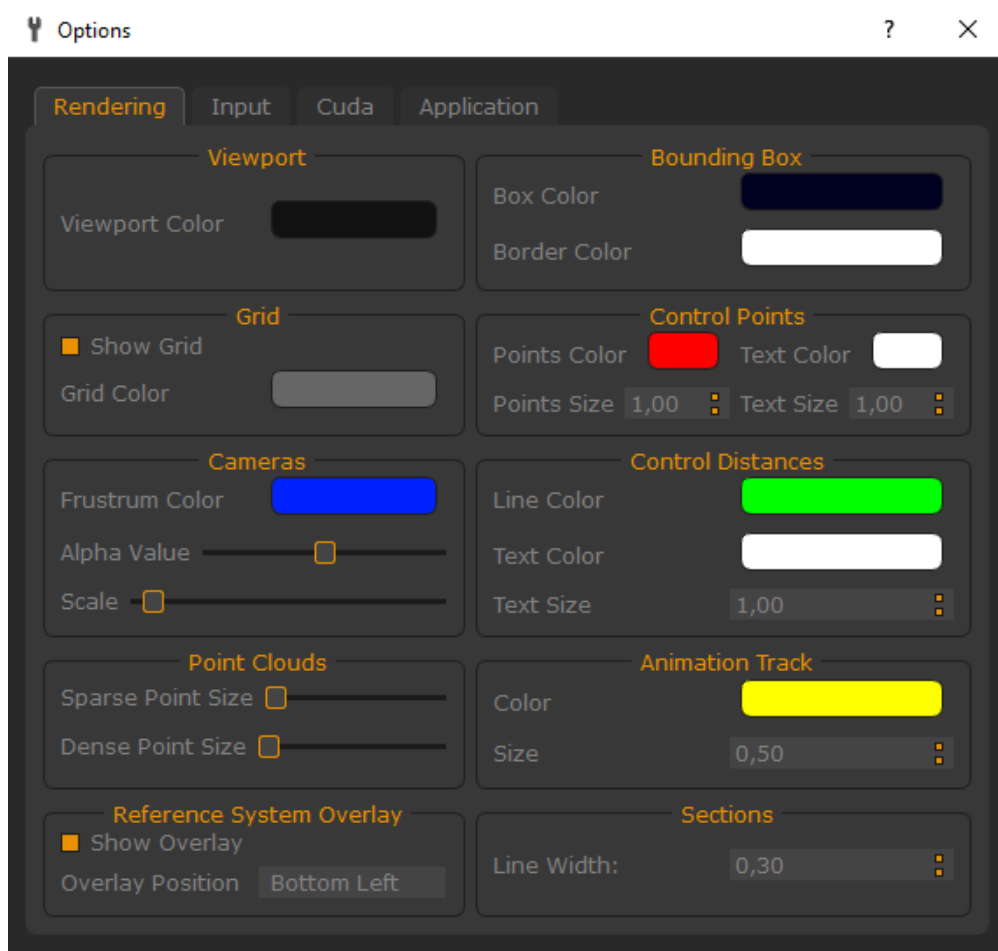 Options
?
Rendering Input Cuda Application
Viewport
Viewport Color
Bounding Box
Box Color
Border Color
Grid
Show Grid
Grid Color
Control Points
Points Color Text Color
Points Size 1,00 Text Size 1,00
Cameras
Frustrum Color
Alpha Value
Scale
Control Distances
Line Color
Text Color
Text Size 1,00
Point Clouds
Sparse Point Size
Dense Point Size
Animation Track
Color
Size 0,50
Reference System Overlay
Show Overlay
Overlay Position Bottom Left
Sections
Line Width: 0,30